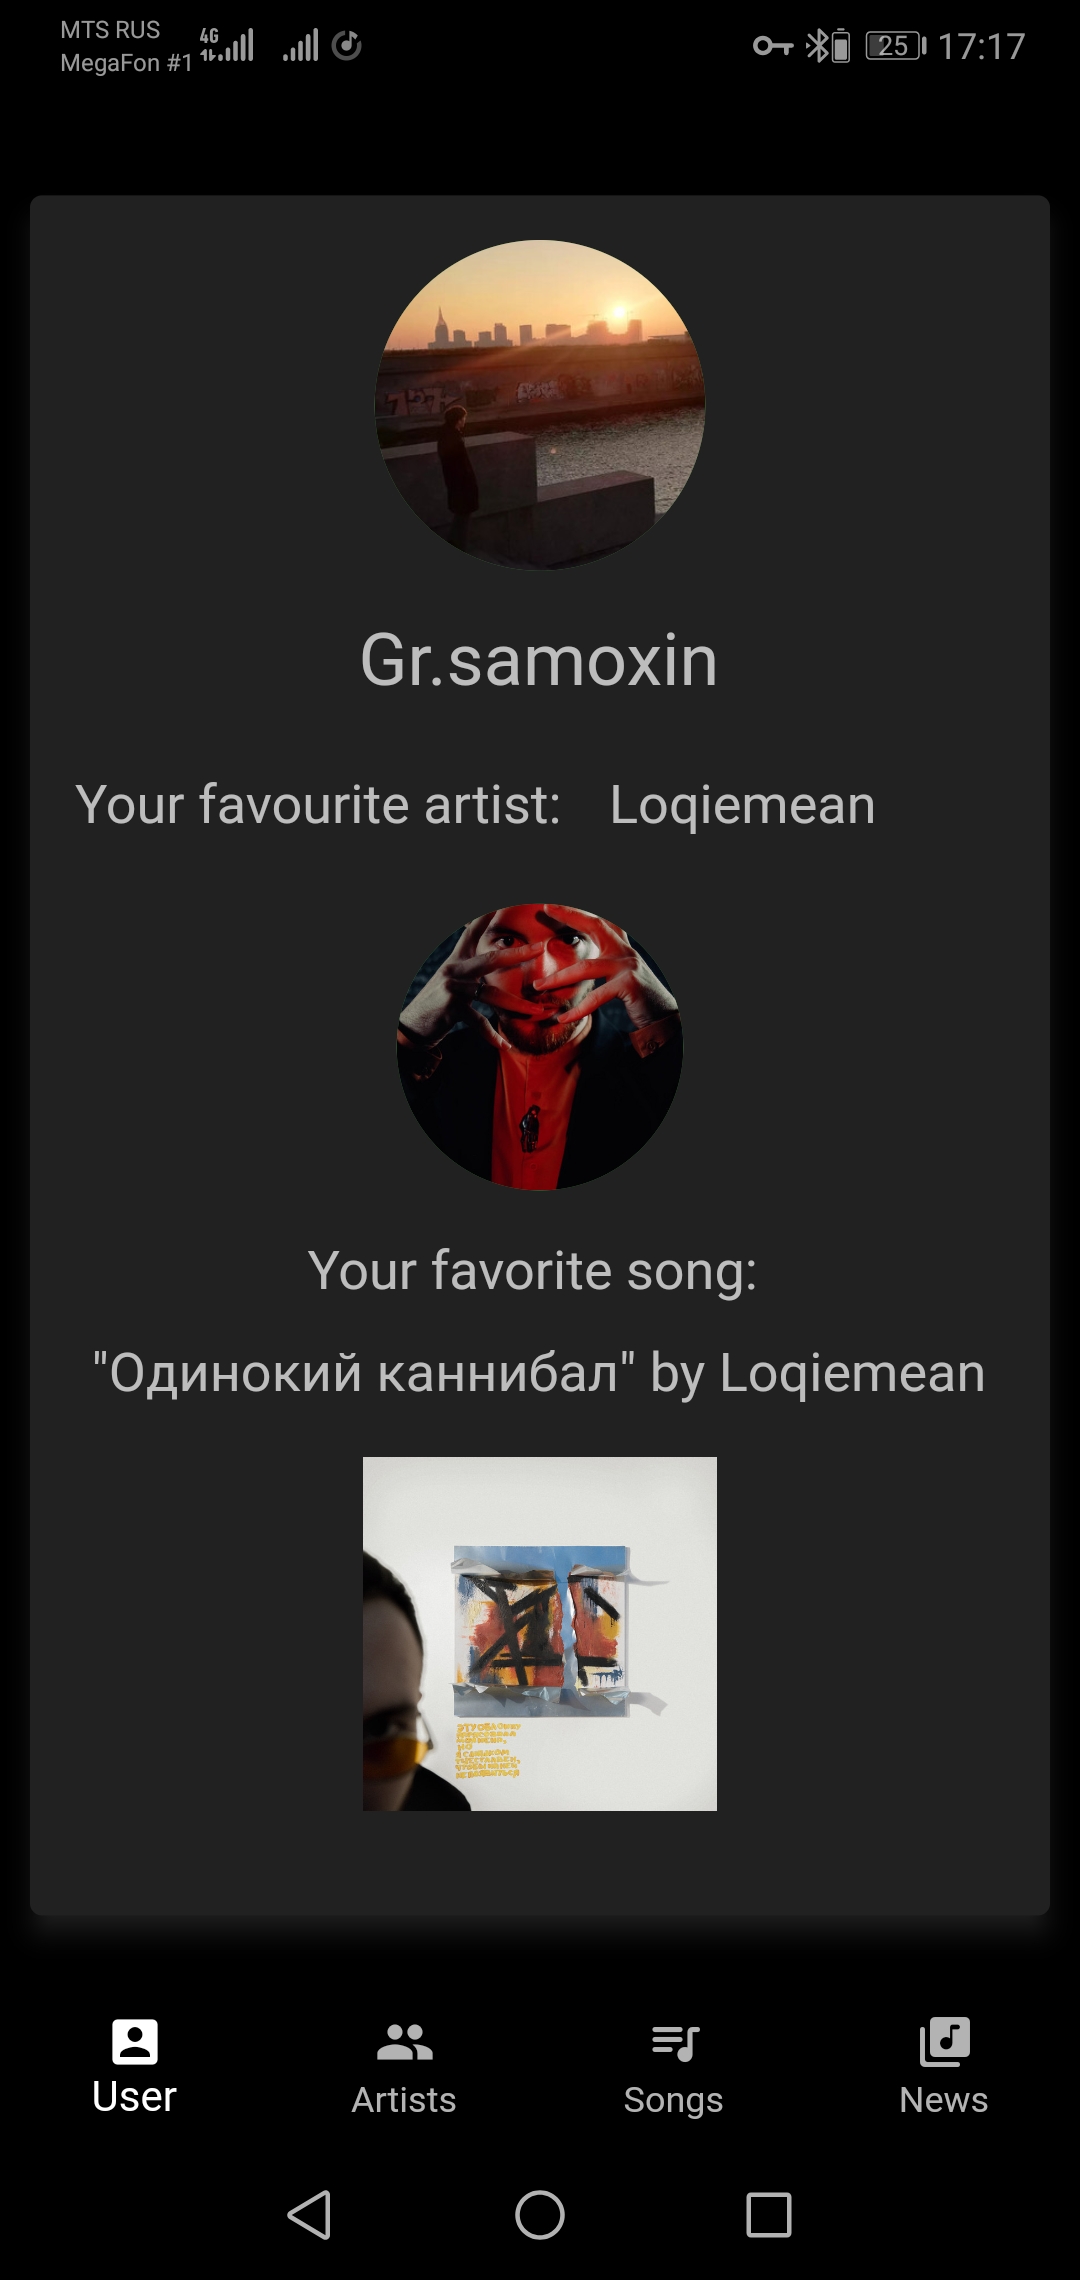 MTS RUS
MegaFon #1
4G
25
17:17
Gr.samoxin
Your favourite artist: Loqiemean
Your favorite song:
"Одинокий каннибал" by Loqiemean
User
Artists
Songs
News